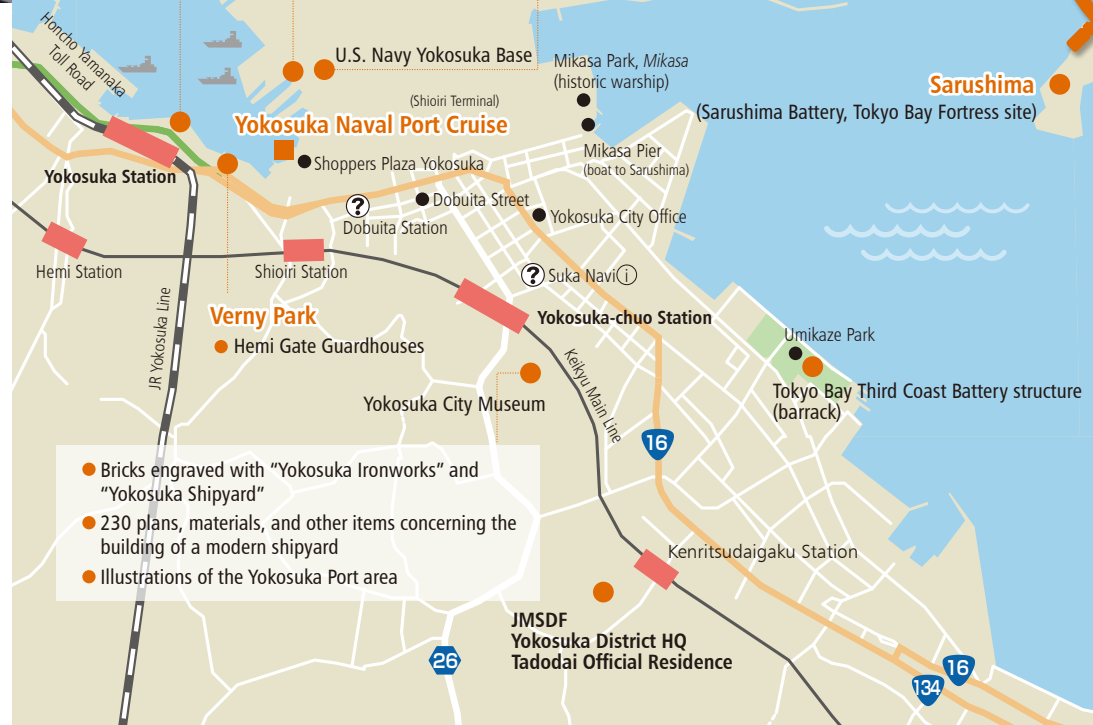 Honcho Yamanaka
Toll Road
U.S. Navy Yokosuka Base
Mikasa Park, Mikasa
(historic warship)
Sarushima
(Sarushima Battery, Tokyo Bay Fortress site)
(Shioiri Terminal)
Yokosuka Naval Port Cruise
Mikasa Pier
(boat to Sarushima)
Shoppers Plaza Yokosuka
Yokosuka Station
?
Dobuita Street
Dobuita Station
Yokosuka City Office
Hemi Station
Shioiri Station
?
Suka Navi i
Verny Park
Hemi Gate Guardhouses
Yokosuka-chuo Station
JR Yokosuka Line
Umikaze Park
Keikyu Main Line
Yokosuka City Museum
Tokyo Bay Third Coast Battery structure
(barrack)
16
Bricks engraved with “Yokosuka Ironworks” and
“Yokosuka Shipyard”
230 plans, materials, and other items concerning the
building of a modern shipyard
Illustrations of the Yokosuka Port area
Kenritsudaigaku Station
JMSDF
Yokosuka District HQ
Tadodai Official Residence
26
16
134